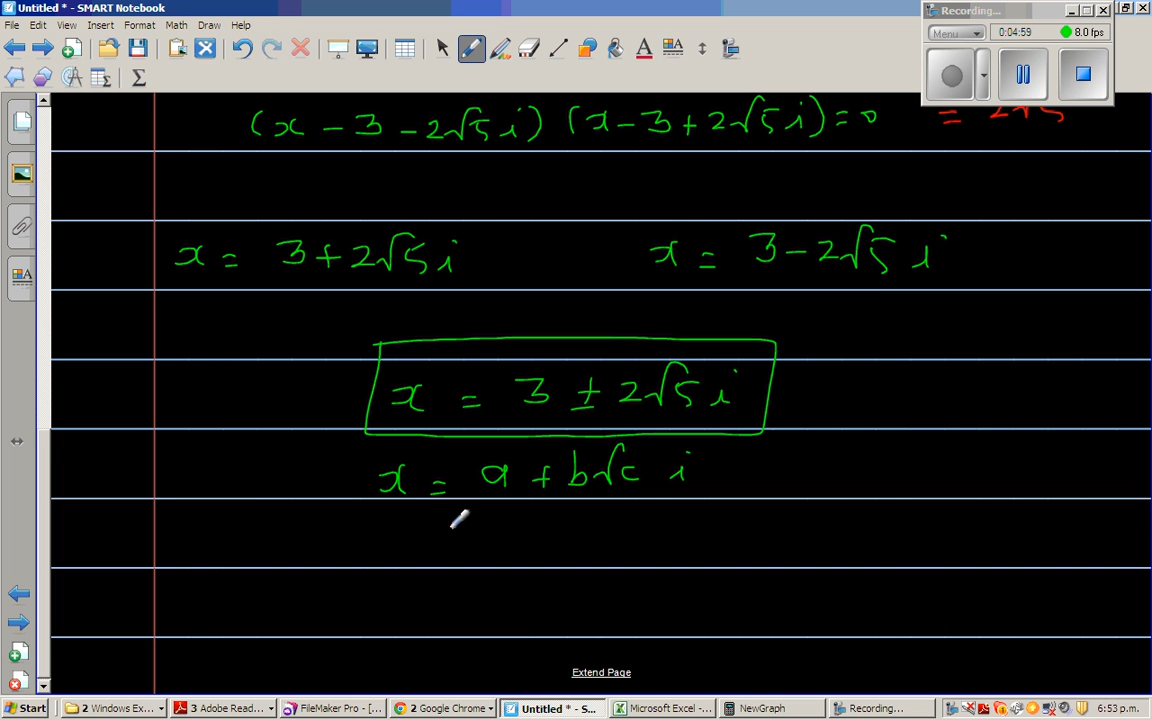 Untitled * - SMART Notebook
File Edit View Insert Format Math Draw Help
Recording...
Menu 0:04:59 8.0 fps
(x - 3 - 2√5 i) (x - 3 + 2√5 i) = 0 = 2√5
x = 3 + 2√5 i x = 3 - 2√5 i
x = 3 ± 2√5 i
x = a + b√c i
Extend Page
Start 2 Windows Ex... 3 Adobe Read... FileMaker Pro - [... 2 Google Chrome Untitled * - S... Microsoft Excel -... NewGraph Recording... 6:53 p.m.